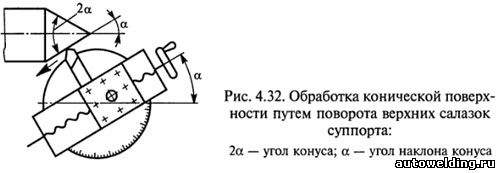 2α
α
α
Рис. 4.32. Обработка конической поверх-
ности путем поворота верхних салазок
суппорта:
2α — угол конуса; α — угол наклона конуса
autowelding.ru